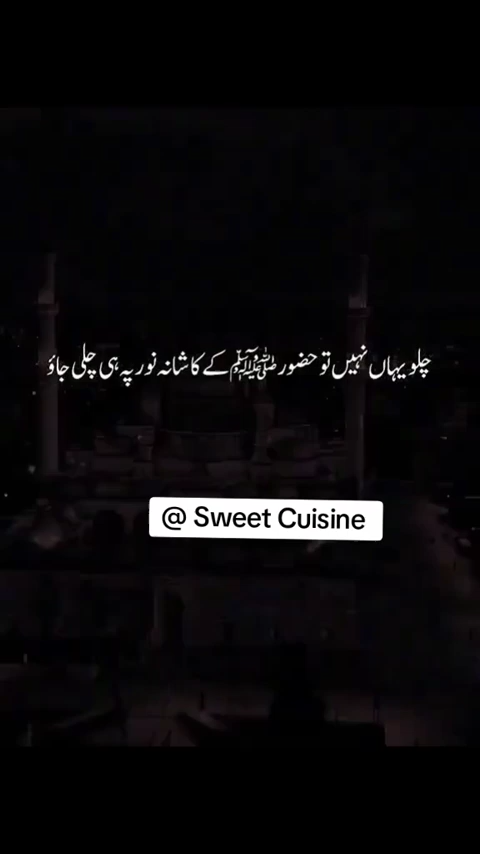 چلو یہاں نہیں تو حضور ﷺ کے کاشانہ نور پہ ہی چلی جاؤ
@ Sweet Cuisine